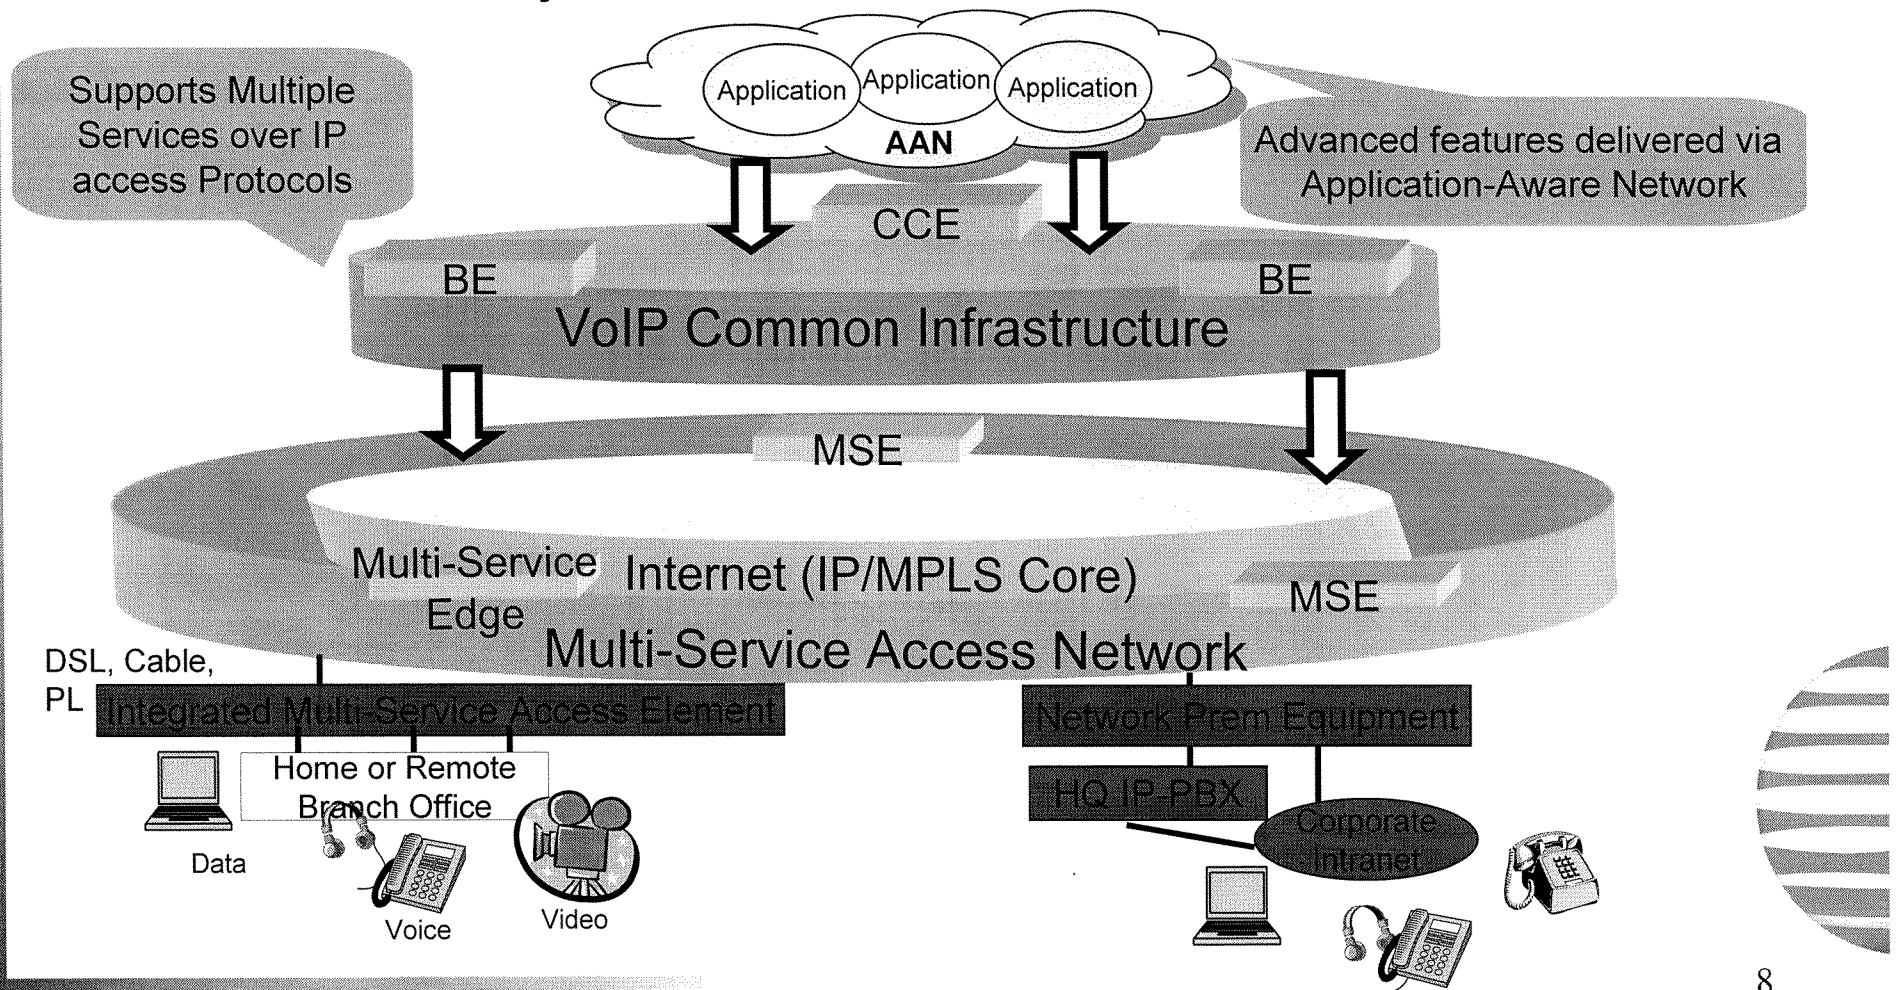 Supports Multiple
Services over IP
access Protocols
Application
Application
Application
AAN
Advanced features delivered via
Application-Aware Network
CCE
BE
BE
VoIP Common Infrastructure
MSE
Multi-Service
Edge
Internet (IP/MPLS Core)
MSE
Multi-Service Access Network
DSL, Cable,
PL
Integrated Multi-Service Access Element
Network Prem Equipment
Home or Remote
Branch Office
HQ IP-PBX
Corporate
Intranet
Data
Voice
Video
8